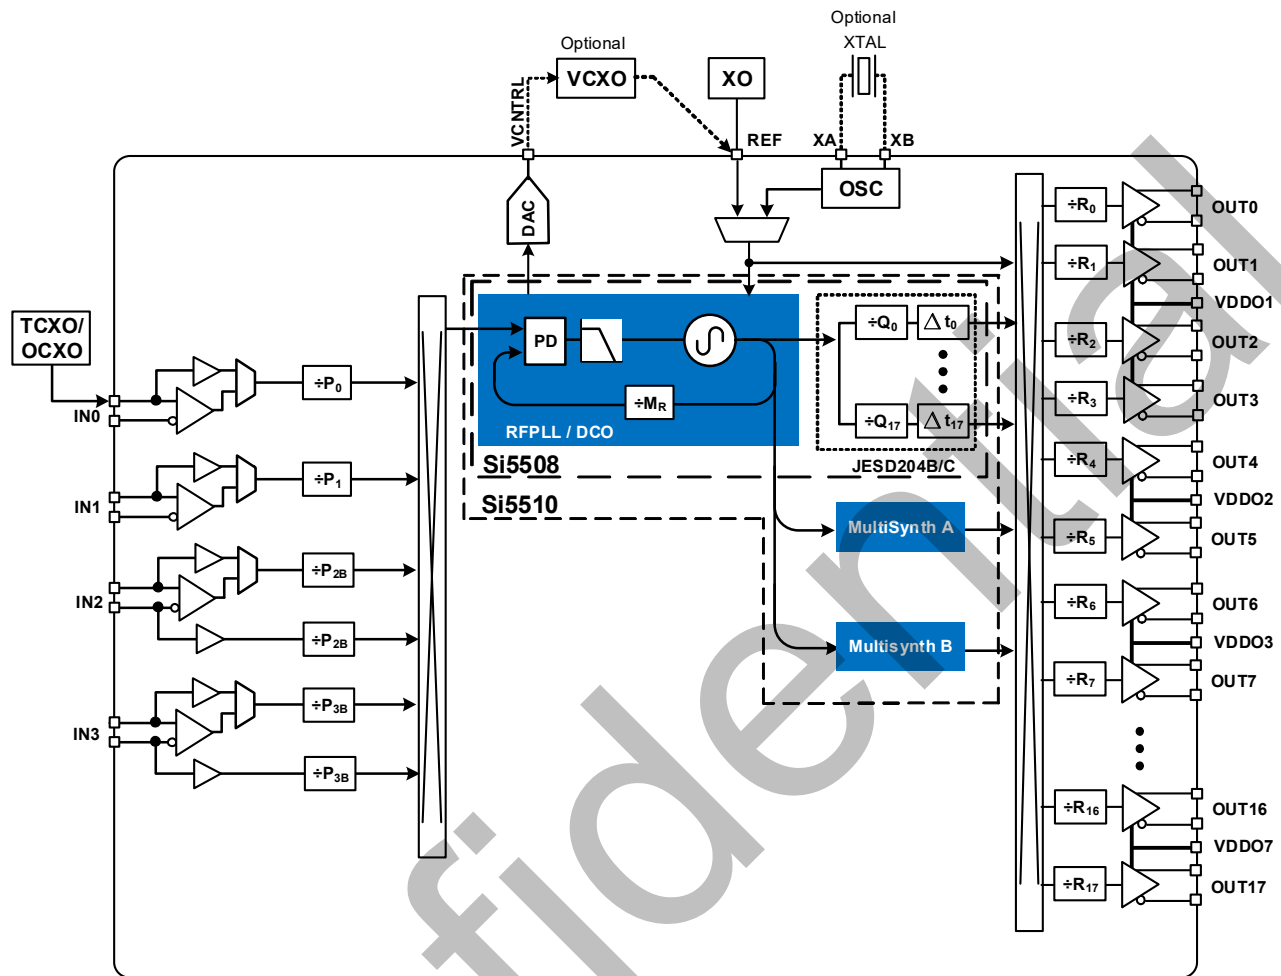 Optional
Optional
XTAL
VCXO
XO
VCNTRL
REF
XA
XB
OSC
DAC
÷R₀
OUT0
÷R₁
OUT1
VDDO1
TCXO/
OCXO
PD
÷Q₀
Δ t₀
÷R₂
OUT2
÷P₀
÷M_R
÷R₃
OUT3
IN0
RFPLL / DCO
÷Q₁₇
Δ t₁₇
÷R₄
OUT4
Si5508
JESD204B/C
÷P₁
IN1
Si5510
VDDO2
MultiSynth A
÷R₅
OUT5
÷P₂B
IN2
÷R₆
OUT6
÷P₂B
Multisynth B
VDDO3
÷R₇
OUT7
÷P₃B
IN3
÷P₃B
÷R₁₆
OUT16
VDDO7
÷R₁₇
OUT17
fidential